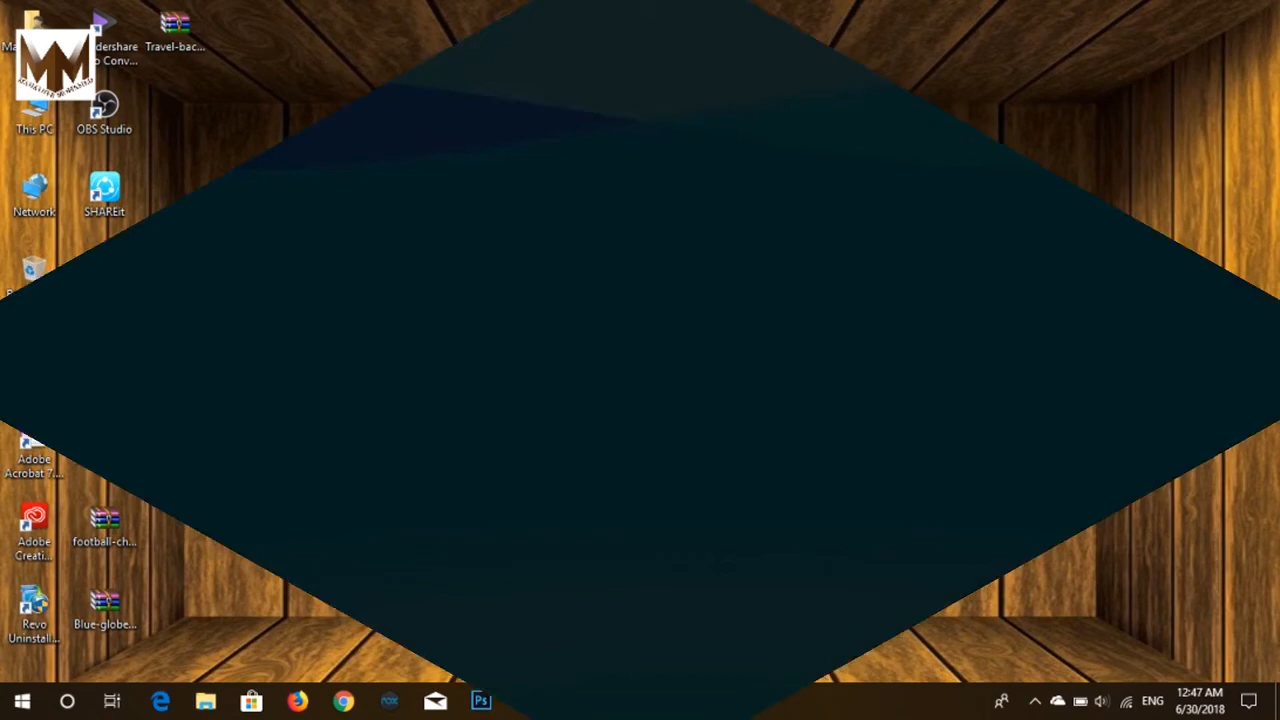 Travel-bac...
dershare
Conv...
This PC
OBS Studio
Network
SHAREit
Adobe
Acrobat 7....
Adobe
Creati...
football-ch...
Revo
Uninstall...
Blue-globe...
Ps
ENG
12:47 AM
6/30/2018